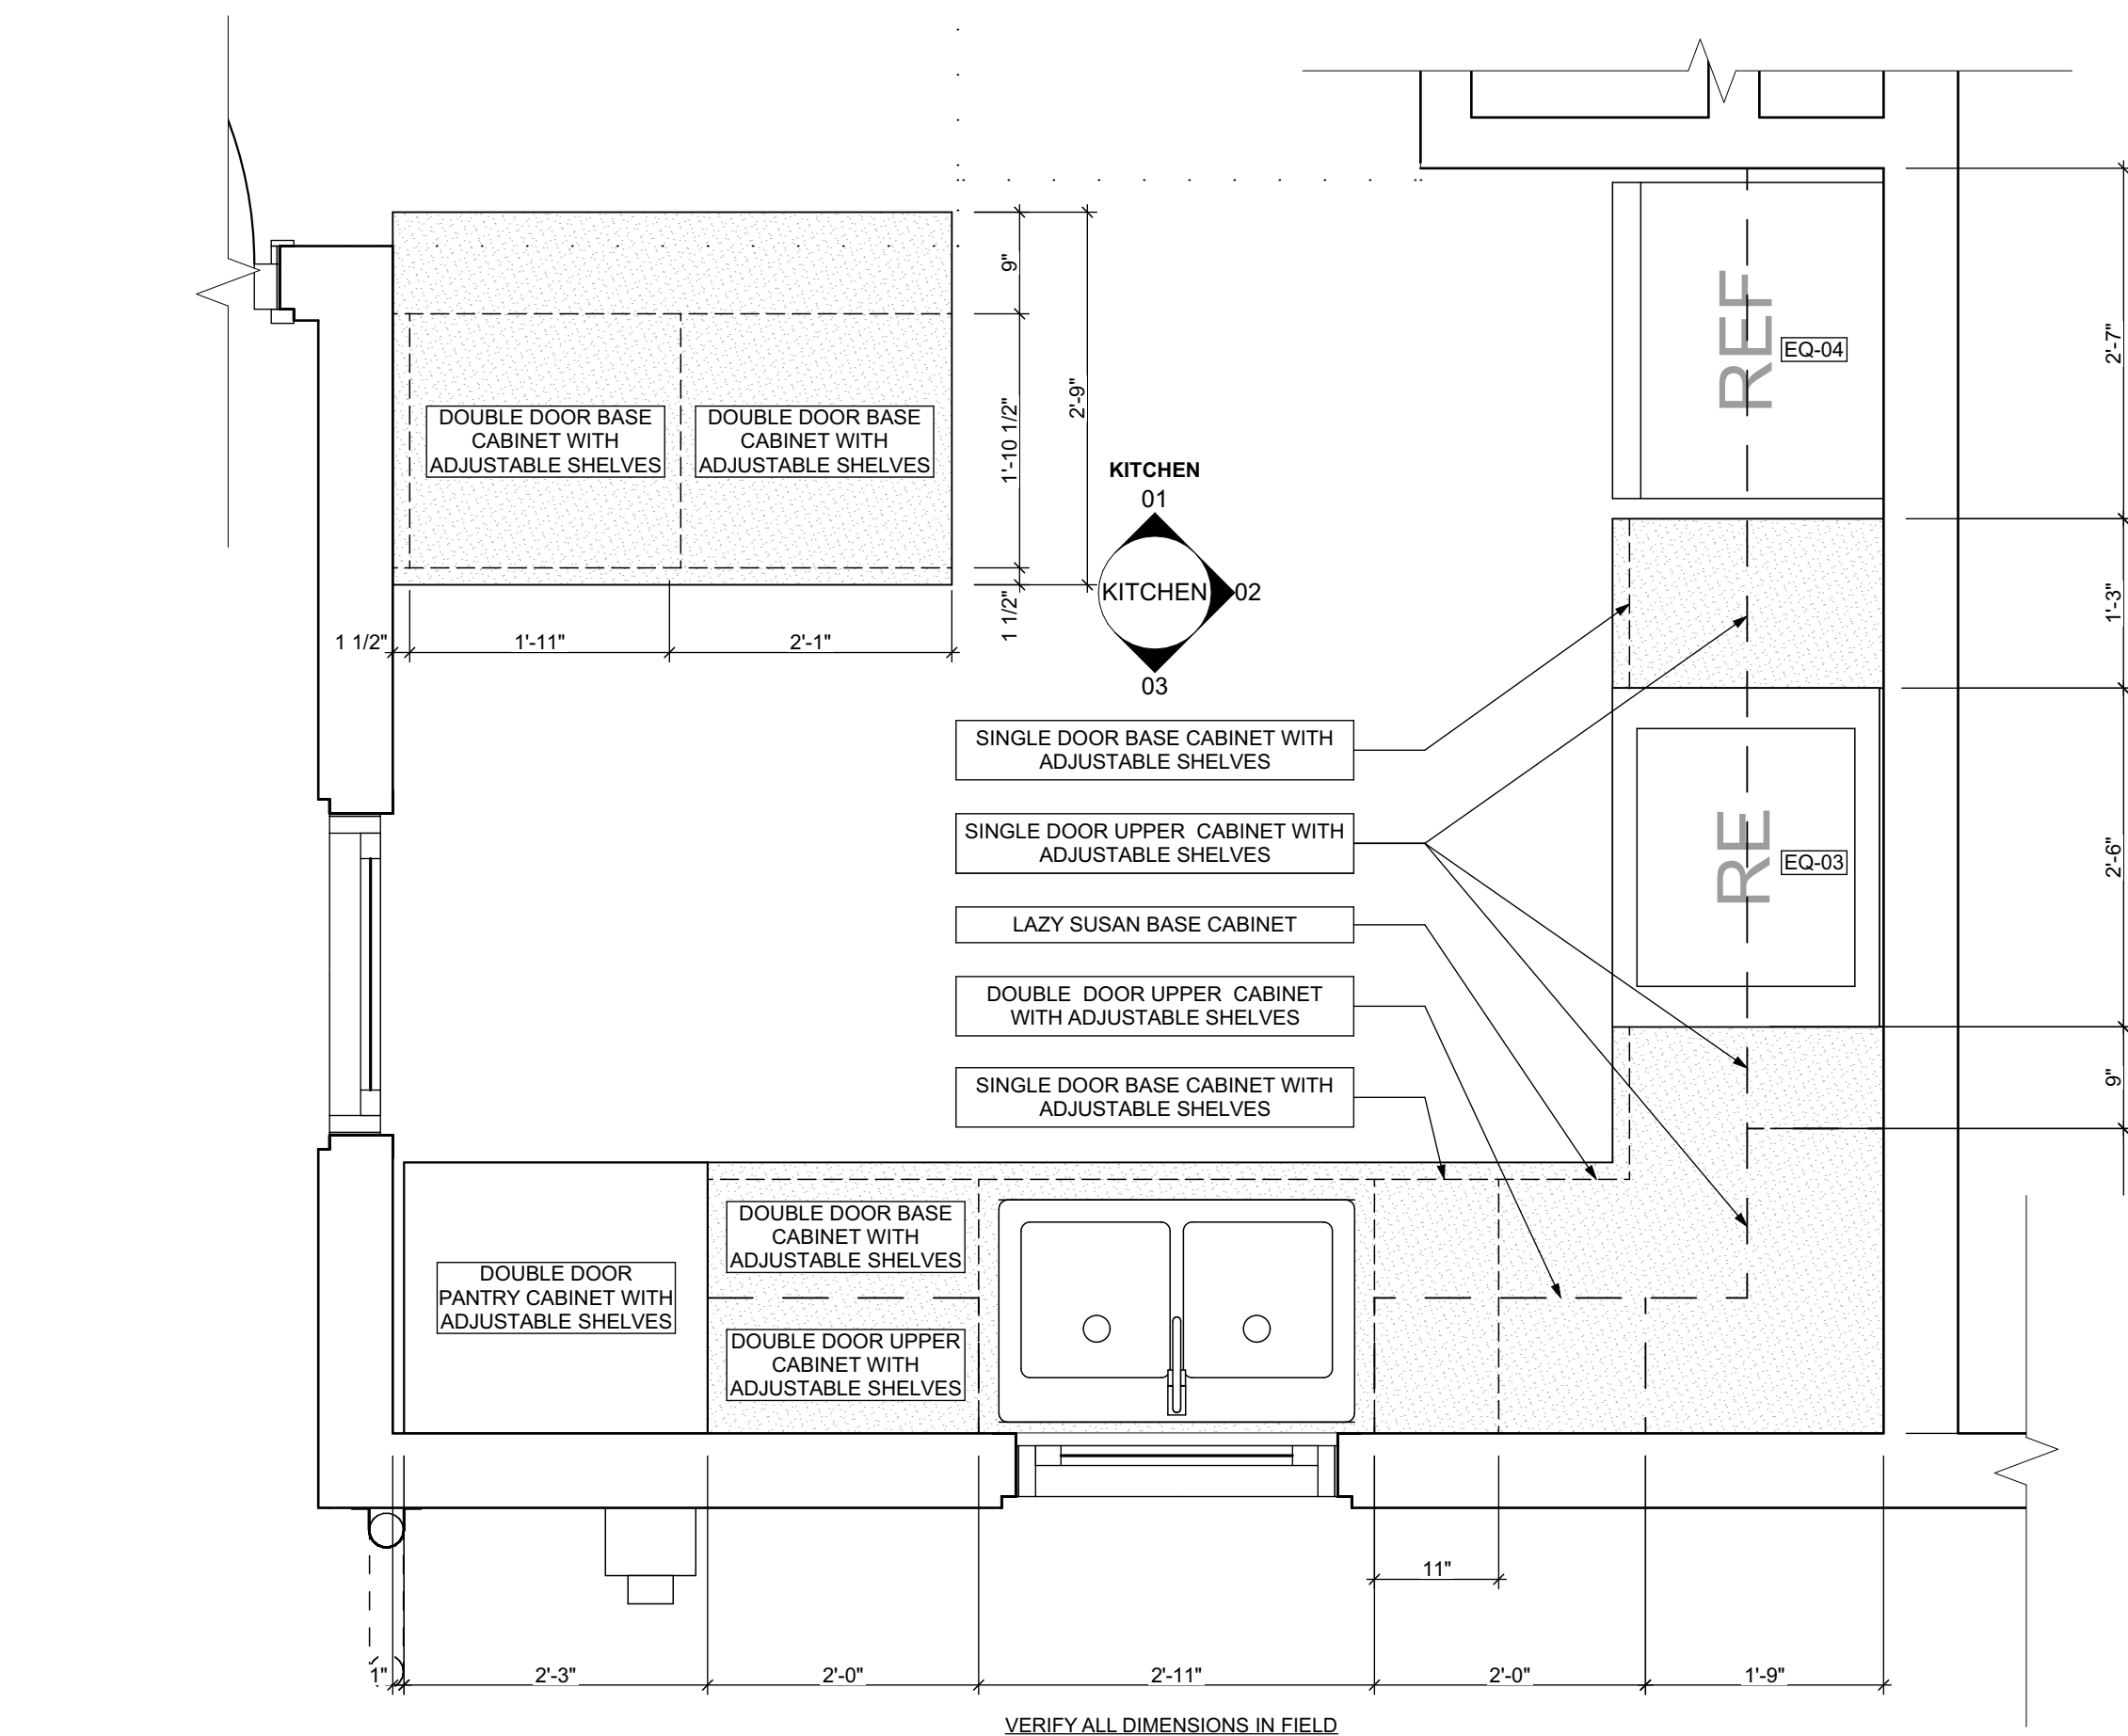 9"
1'-10 1/2"
2'-9"
1 1/2"
2'-7"
REF
EQ-04
DOUBLE DOOR BASE
CABINET WITH
ADJUSTABLE SHELVES
DOUBLE DOOR BASE
CABINET WITH
ADJUSTABLE SHELVES
KITCHEN
01
KITCHEN
02
03
1 1/2"
1'-11"
2'-1"
1'-3"
SINGLE DOOR BASE CABINET WITH
ADJUSTABLE SHELVES
SINGLE DOOR UPPER CABINET WITH
ADJUSTABLE SHELVES
LAZY SUSAN BASE CABINET
DOUBLE DOOR UPPER CABINET
WITH ADJUSTABLE SHELVES
SINGLE DOOR BASE CABINET WITH
ADJUSTABLE SHELVES
RE
EQ-03
2'-6"
9"
DOUBLE DOOR
PANTRY CABINET WITH
ADJUSTABLE SHELVES
DOUBLE DOOR BASE
CABINET WITH
ADJUSTABLE SHELVES
DOUBLE DOOR UPPER
CABINET WITH
ADJUSTABLE SHELVES
11"
1"
2'-3"
2'-0"
2'-11"
2'-0"
1'-9"
VERIFY ALL DIMENSIONS IN FIELD